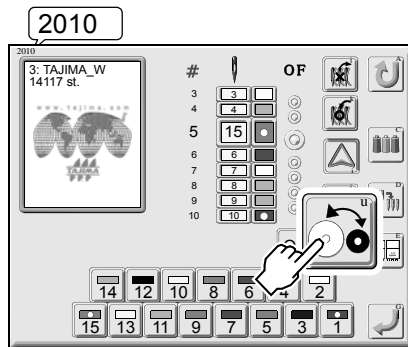 2010
2010
3: TAJIMA_W
14117 st.
www.tajima.com
TAJIMA
# OF
3 3
4 4
5 15
6 6
7 7
8 8
9 9
10 10
A
C
D
E
G
u
14 12 10 8 6 4 2
15 13 11 9 7 5 3 1